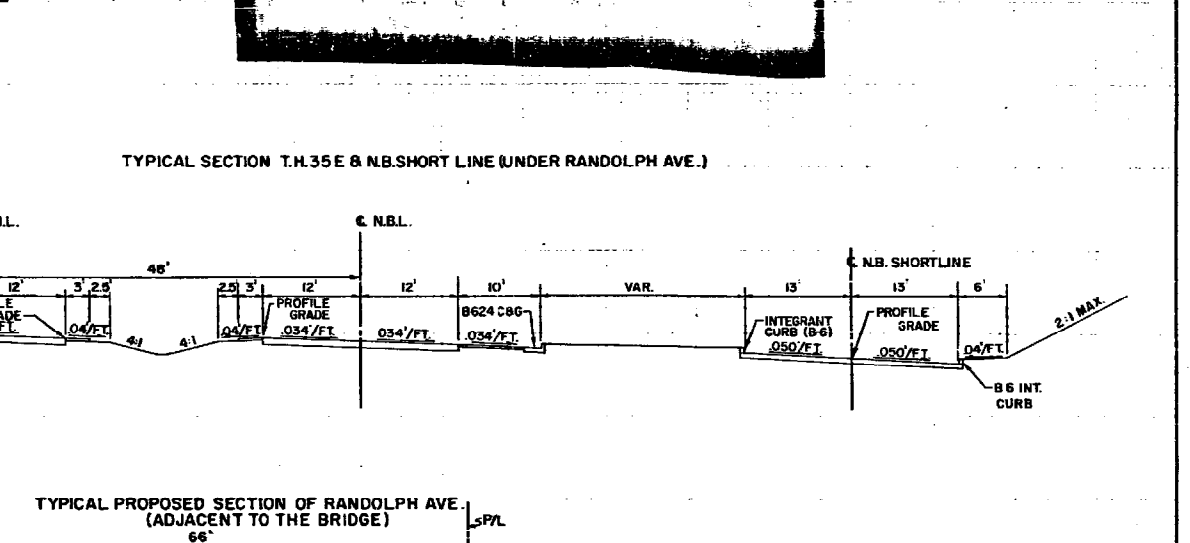 TYPICAL SECTION T.H.35E & N.B.SHORT LINE (UNDER RANDOLPH AVE.)
℄ N.B.L.
℄ N.B. SHORTLINE
48'
12' 3' 2.5' 2.5' 3' 12' 12' 10' VAR. 13' 13' 6'
PROFILE
GRADE
B624 C&G
INTEGRANT
CURB (B-6)
PROFILE
GRADE
2:1 MAX.
.04'/FT. 4:1 4:1 .04'/FT. .034'/FT. .034'/FT. .034'/FT. .050'/FT. .050'/FT. .04'/FT.
B6 INT.
CURB
TYPICAL PROPOSED SECTION OF RANDOLPH AVE.
(ADJACENT TO THE BRIDGE)
66'
P/L